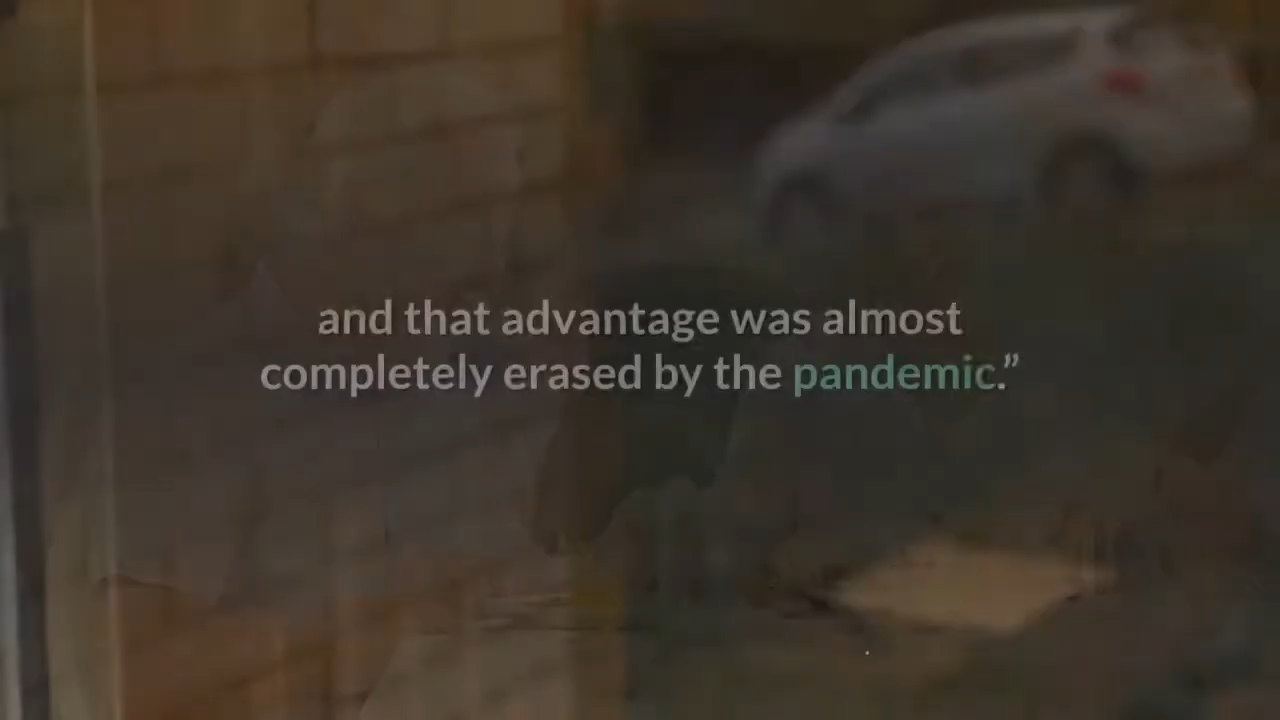 and that advantage was almost
completely erased by the pandemic.”